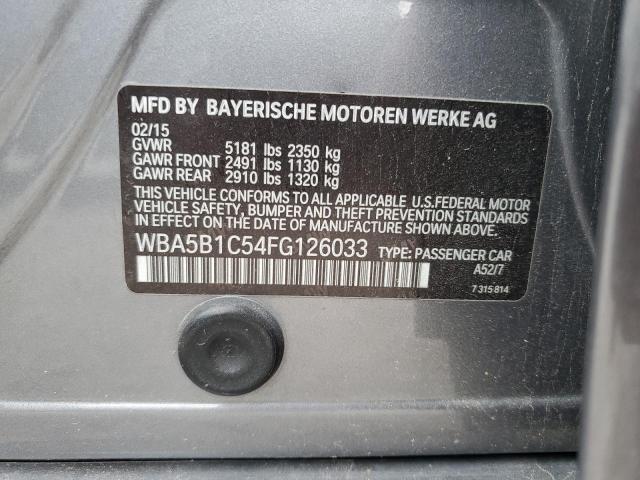 MFD BY BAYERISCHE MOTOREN WERKE AG
02/15
GVWR 5181 lbs 2350 kg
GAWR FRONT 2491 lbs 1130 kg
GAWR REAR 2910 lbs 1320 kg
THIS VEHICLE CONFORMS TO ALL APPLICABLE U.S.FEDERAL MOTOR
VEHICLE SAFETY, BUMPER AND THEFT PREVENTION STANDARDS
IN EFFECT ON THE DATE OF MANUFACTURE SHOWN ABOVE.
WBA5B1C54FG126033 TYPE: PASSENGER CAR
A52/7
7 315 814